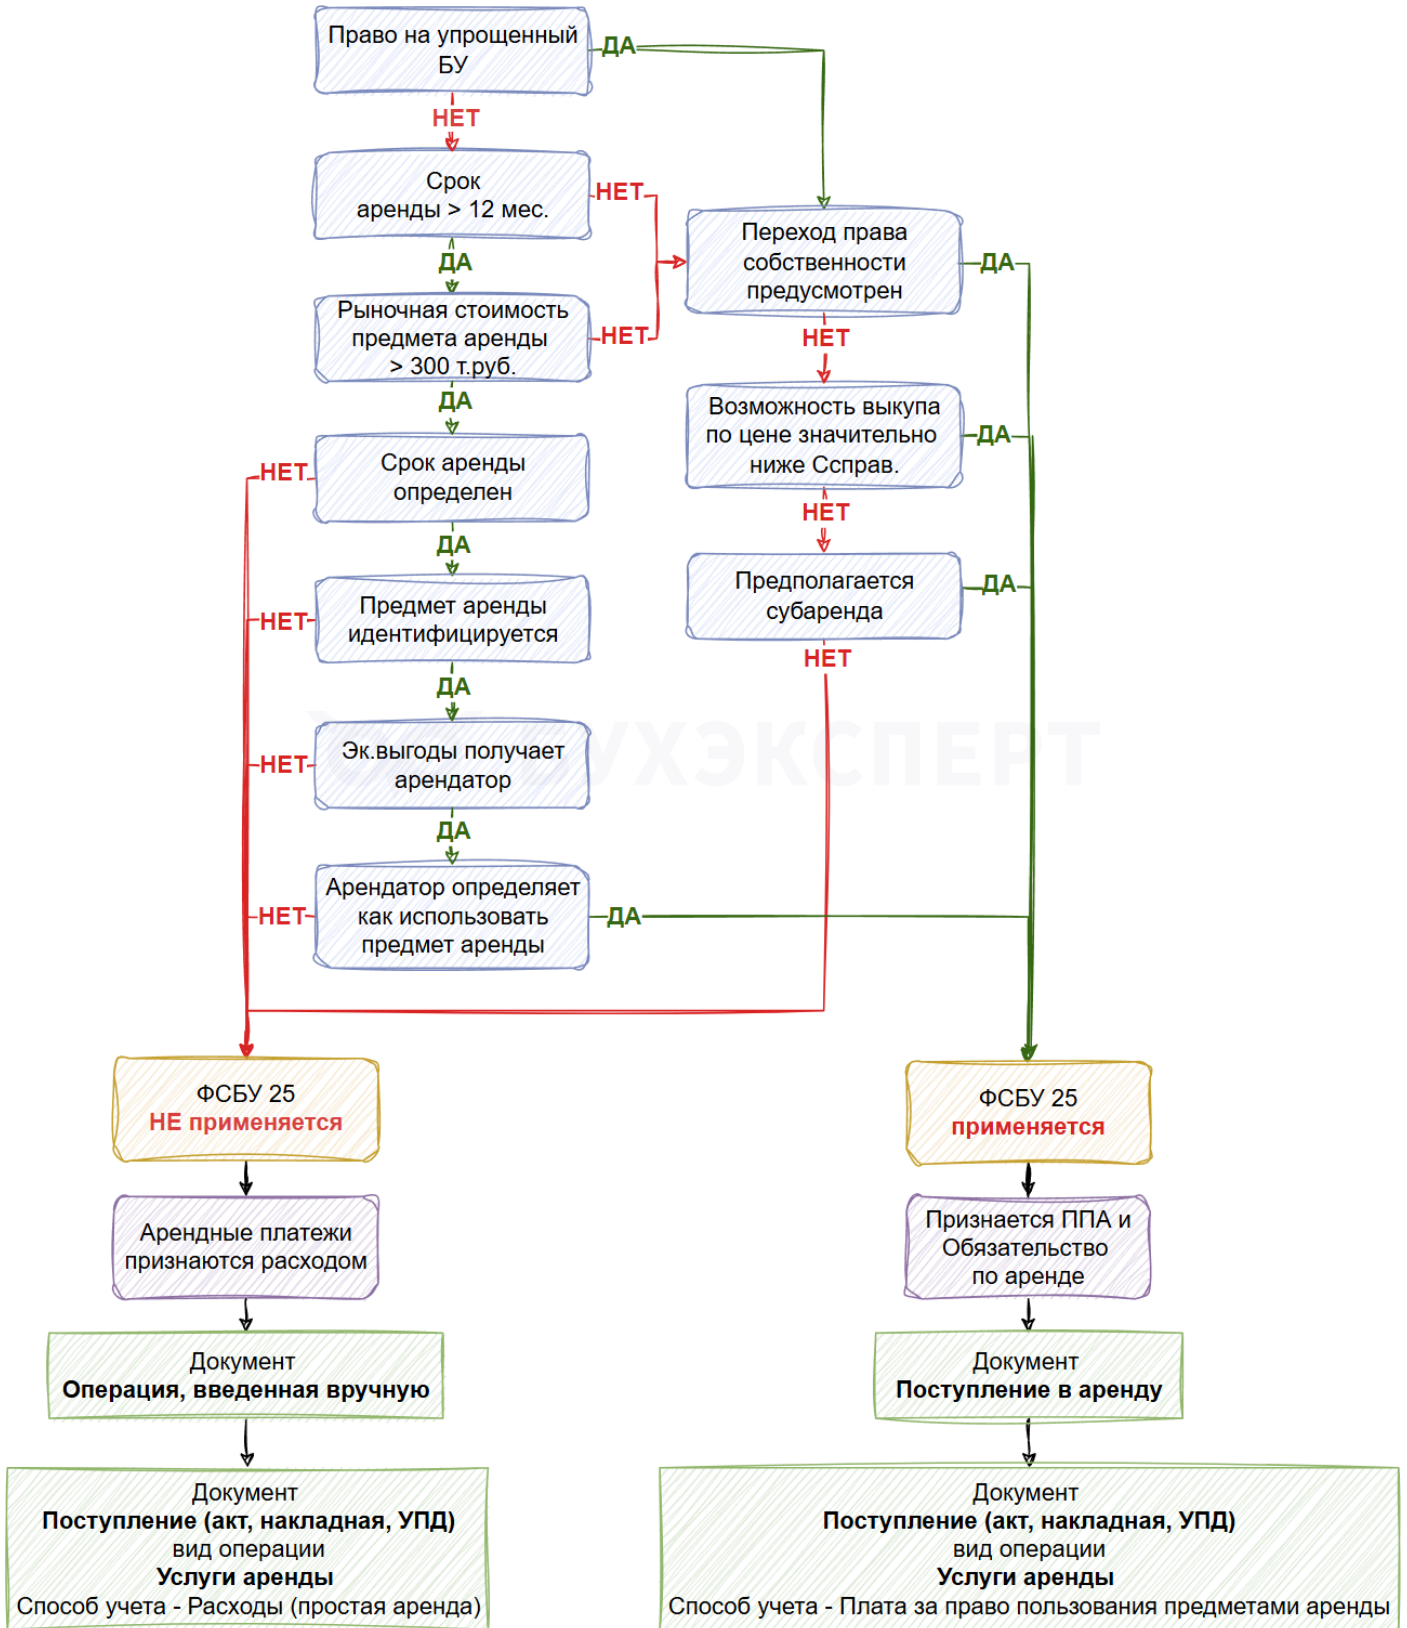 Право на упрощенный
БУ
ДА
НЕТ
Срок
аренды > 12 мес.
НЕТ
ДА
Рыночная стоимость
предмета аренды
> 300 т.руб.
НЕТ
ДА
Срок аренды
определен
НЕТ
ДА
Предмет аренды
идентифицируется
НЕТ
ДА
Эк.выгоды получает
арендатор
НЕТ
ДА
Арендатор определяет
как использовать
предмет аренды
НЕТ
ДА
Переход права
собственности
предусмотрен
ДА
НЕТ
Возможность выкупа
по цене значительно
ниже Ссправ.
ДА
НЕТ
Предполагается
субаренда
ДА
НЕТ
БУХЭКСПЕРТ
ФСБУ 25
НЕ применяется
Арендные платежи
признаются расходом
Документ
Операция, введенная вручную
Документ
Поступление (акт, накладная, УПД)
вид операции
Услуги аренды
Способ учета - Расходы (простая аренда)
ФСБУ 25
применяется
Признается ППА и
Обязательство
по аренде
Документ
Поступление в аренду
Документ
Поступление (акт, накладная, УПД)
вид операции
Услуги аренды
Способ учета - Плата за право пользования предметами аренды